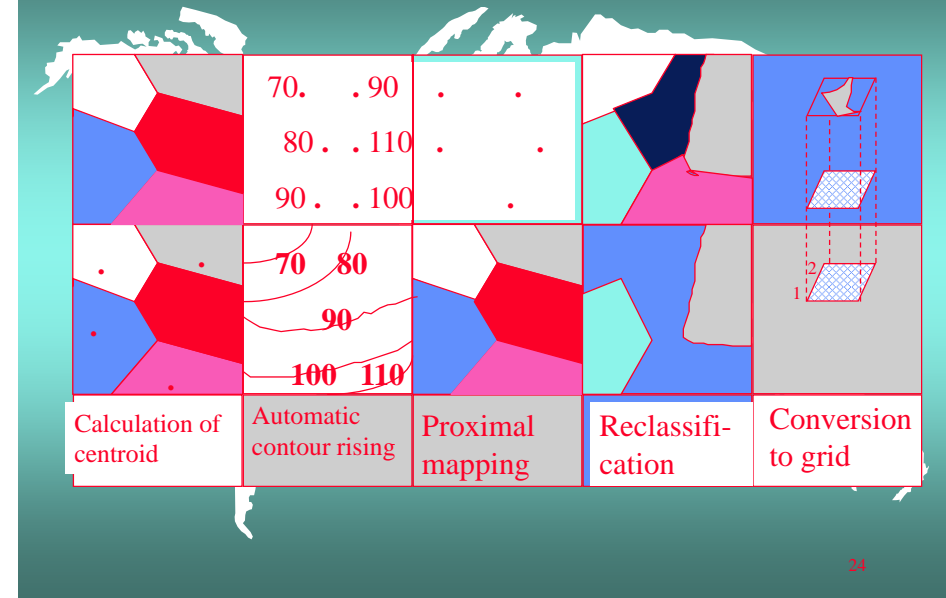 70. . 90
80 . . 110
90 . . 100
70 80
90
100 110
2
1
Calculation of
centroid
Automatic
contour rising
Proximal
mapping
Reclassifi-
cation
Conversion
to grid
24